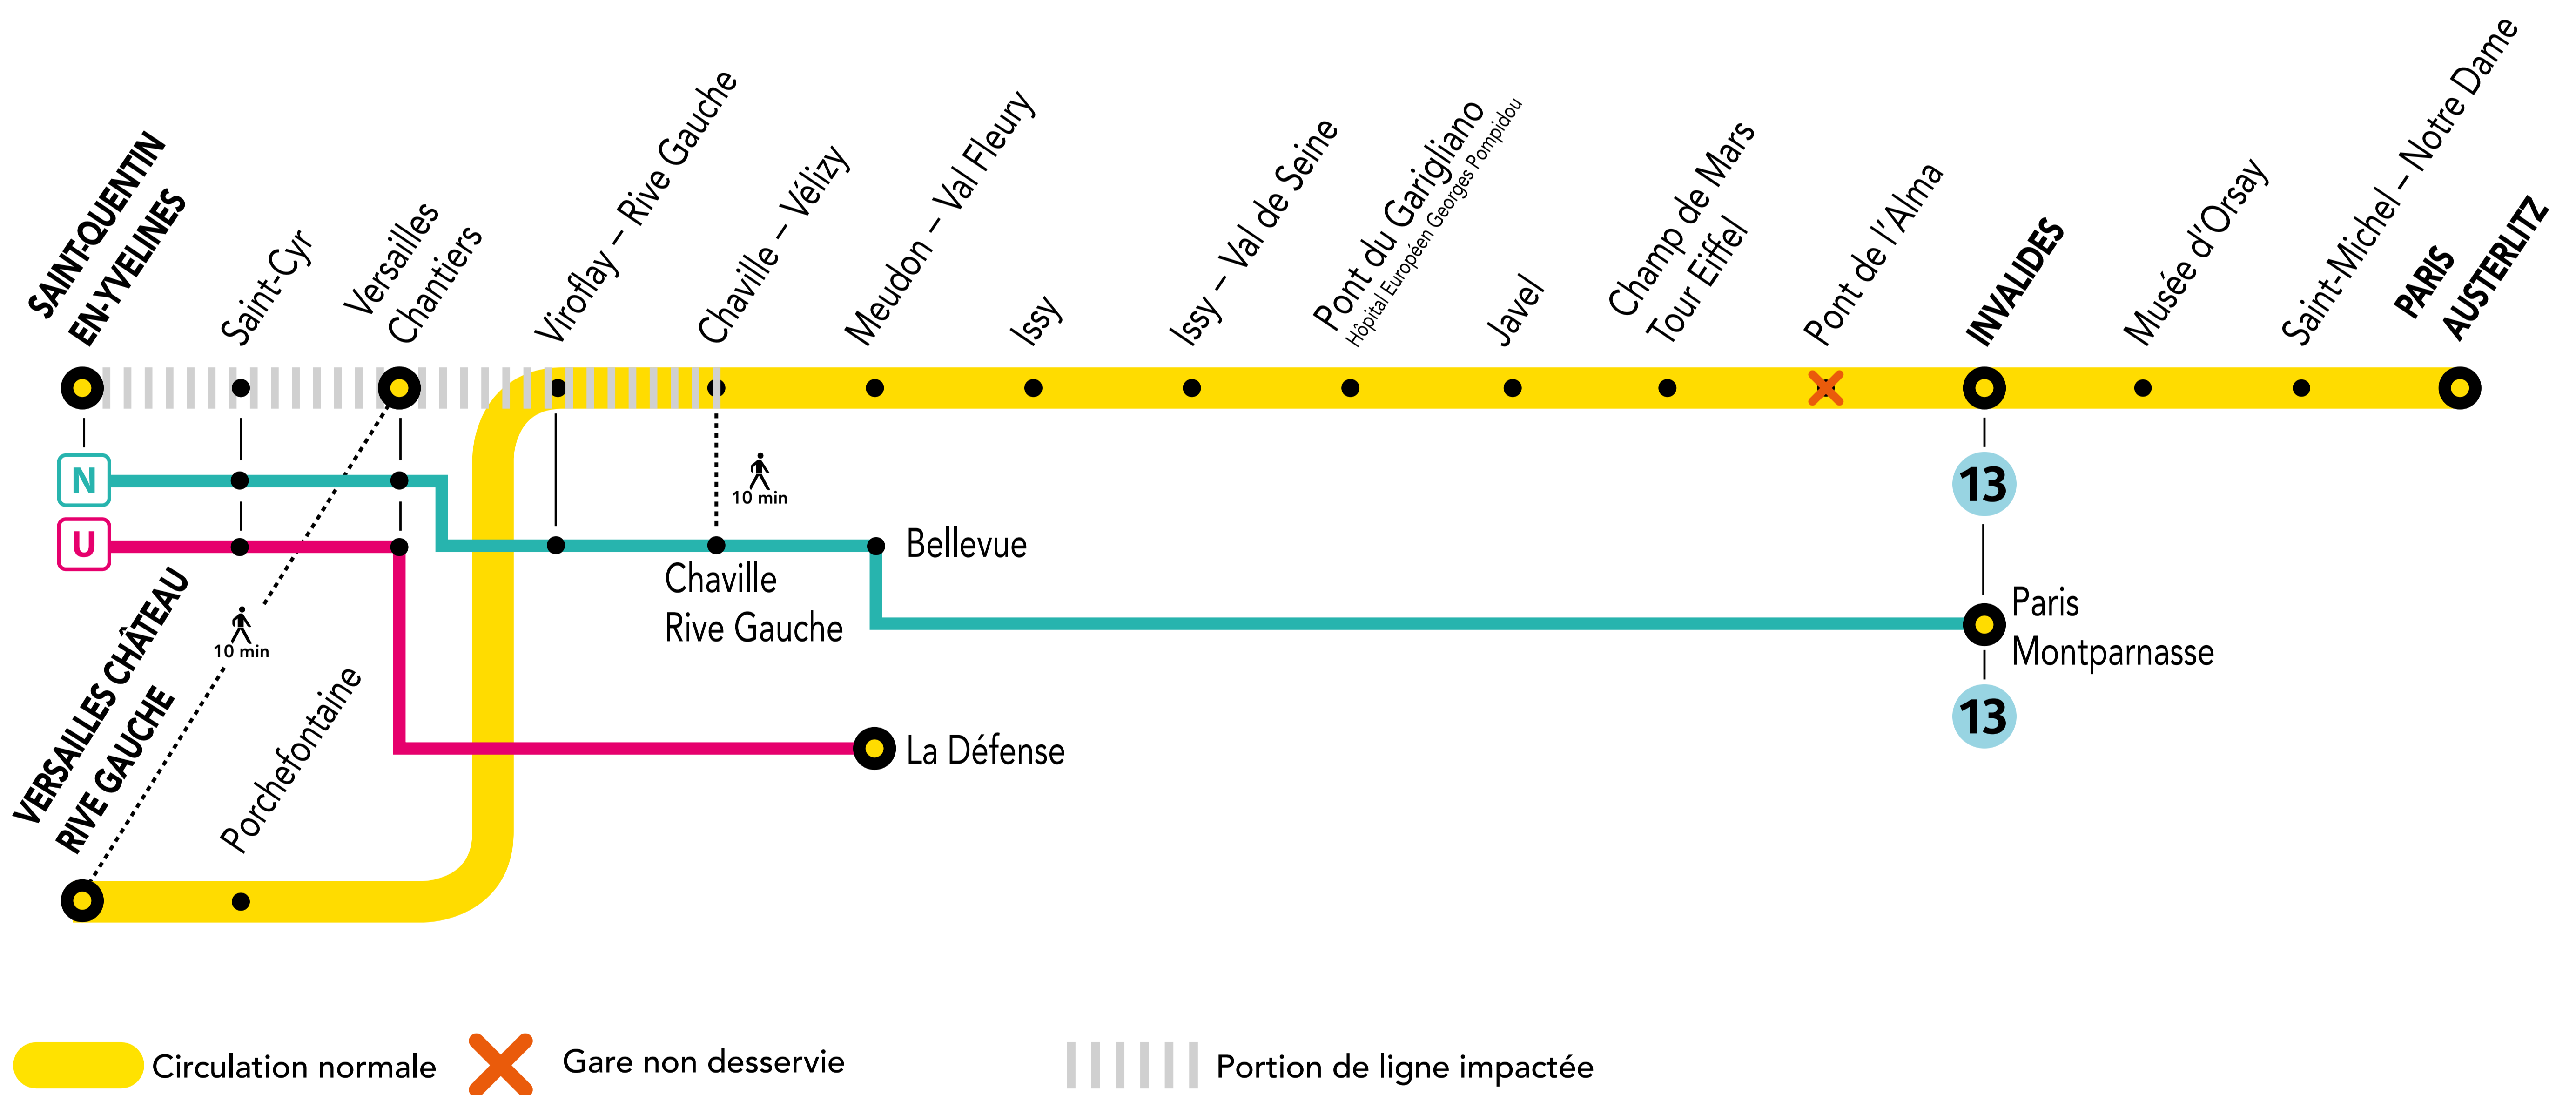 SAINT-QUENTIN
EN-YVELINES
Saint-Cyr
Versailles
Chantiers
Viroflay – Rive Gauche
Chaville – Vélizy
Meudon – Val Fleury
Issy
Issy – Val de Seine
Pont du Garigliano
Hôpital Européen Georges Pompidou
Javel
Champ de Mars
Tour Eiffel
Pont de l'Alma
INVALIDES
Musée d'Orsay
Saint-Michel – Notre Dame
PARIS
AUSTERLITZ
N
U
10 min
13
Bellevue
Chaville
Rive Gauche
Paris
Montparnasse
13
10 min
La Défense
VERSAILLES CHÂTEAU
RIVE GAUCHE
Porchefontaine
Circulation normale
Gare non desservie
Portion de ligne impactée